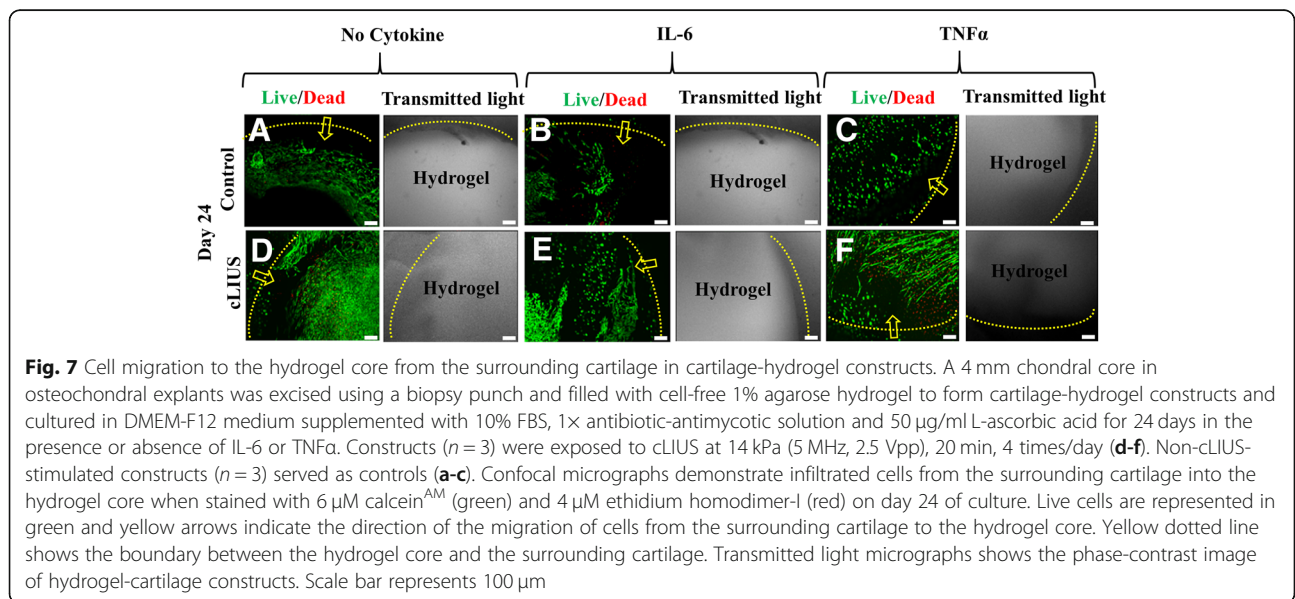 No Cytokine IL-6 TNFα
Live/Dead Transmitted light Live/Dead Transmitted light Live/Dead Transmitted light
Day 24
Control
A Hydrogel B Hydrogel C Hydrogel
cLIUS
D Hydrogel E Hydrogel F Hydrogel
Fig. 7 Cell migration to the hydrogel core from the surrounding cartilage in cartilage-hydrogel constructs. A 4 mm chondral core in
osteochondral explants was excised using a biopsy punch and filled with cell-free 1% agarose hydrogel to form cartilage-hydrogel constructs and
cultured in DMEM-F12 medium supplemented with 10% FBS, 1× antibiotic-antimycotic solution and 50 μg/ml L-ascorbic acid for 24 days in the
presence or absence of IL-6 or TNFα. Constructs (n = 3) were exposed to cLIUS at 14 kPa (5 MHz, 2.5 Vpp), 20 min, 4 times/day (d-f). Non-cLIUS-
stimulated constructs (n = 3) served as controls (a-c). Confocal micrographs demonstrate infiltrated cells from the surrounding cartilage into the
hydrogel core when stained with 6 μM calceinAM (green) and 4 μM ethidium homodimer-I (red) on day 24 of culture. Live cells are represented in
green and yellow arrows indicate the direction of the migration of cells from the surrounding cartilage to the hydrogel core. Yellow dotted line
shows the boundary between the hydrogel core and the surrounding cartilage. Transmitted light micrographs shows the phase-contrast image
of hydrogel-cartilage constructs. Scale bar represents 100 μm